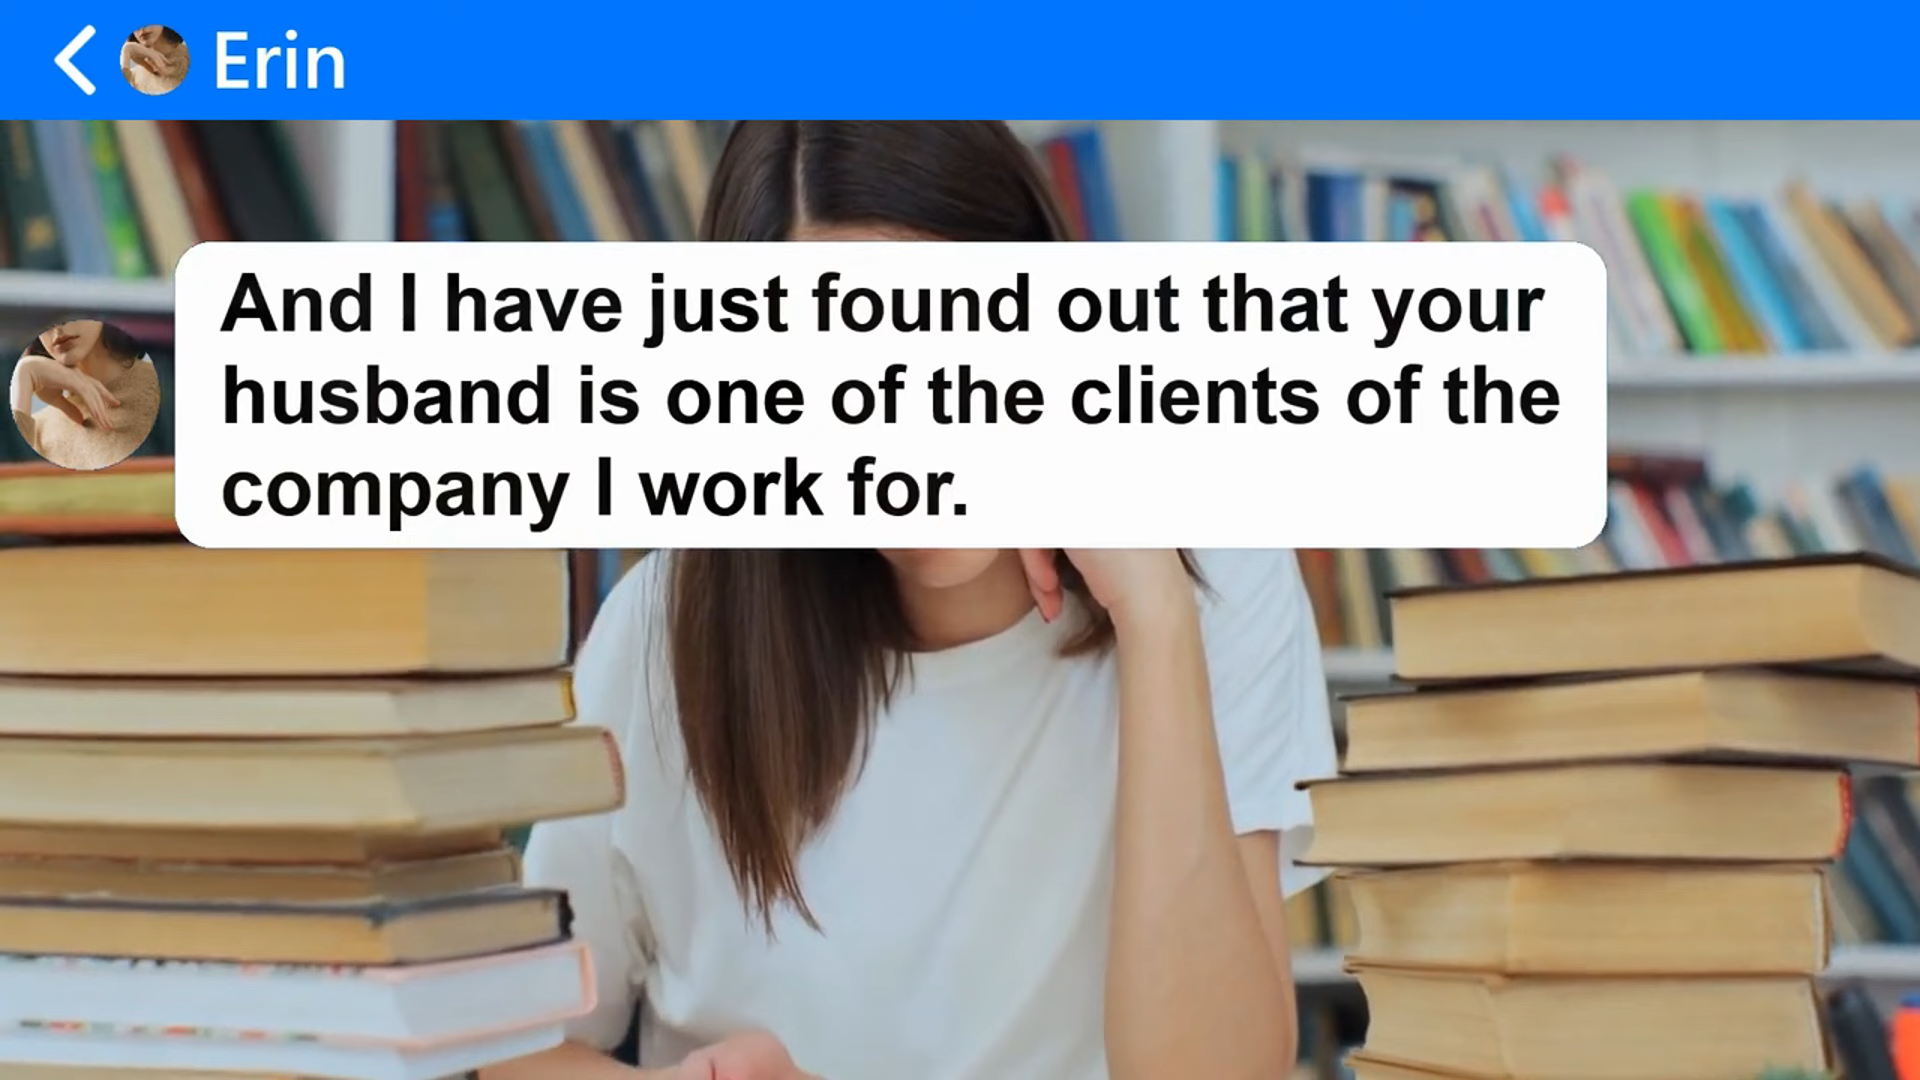 Erin
And I have just found out that your
husband is one of the clients of the
company I work for.